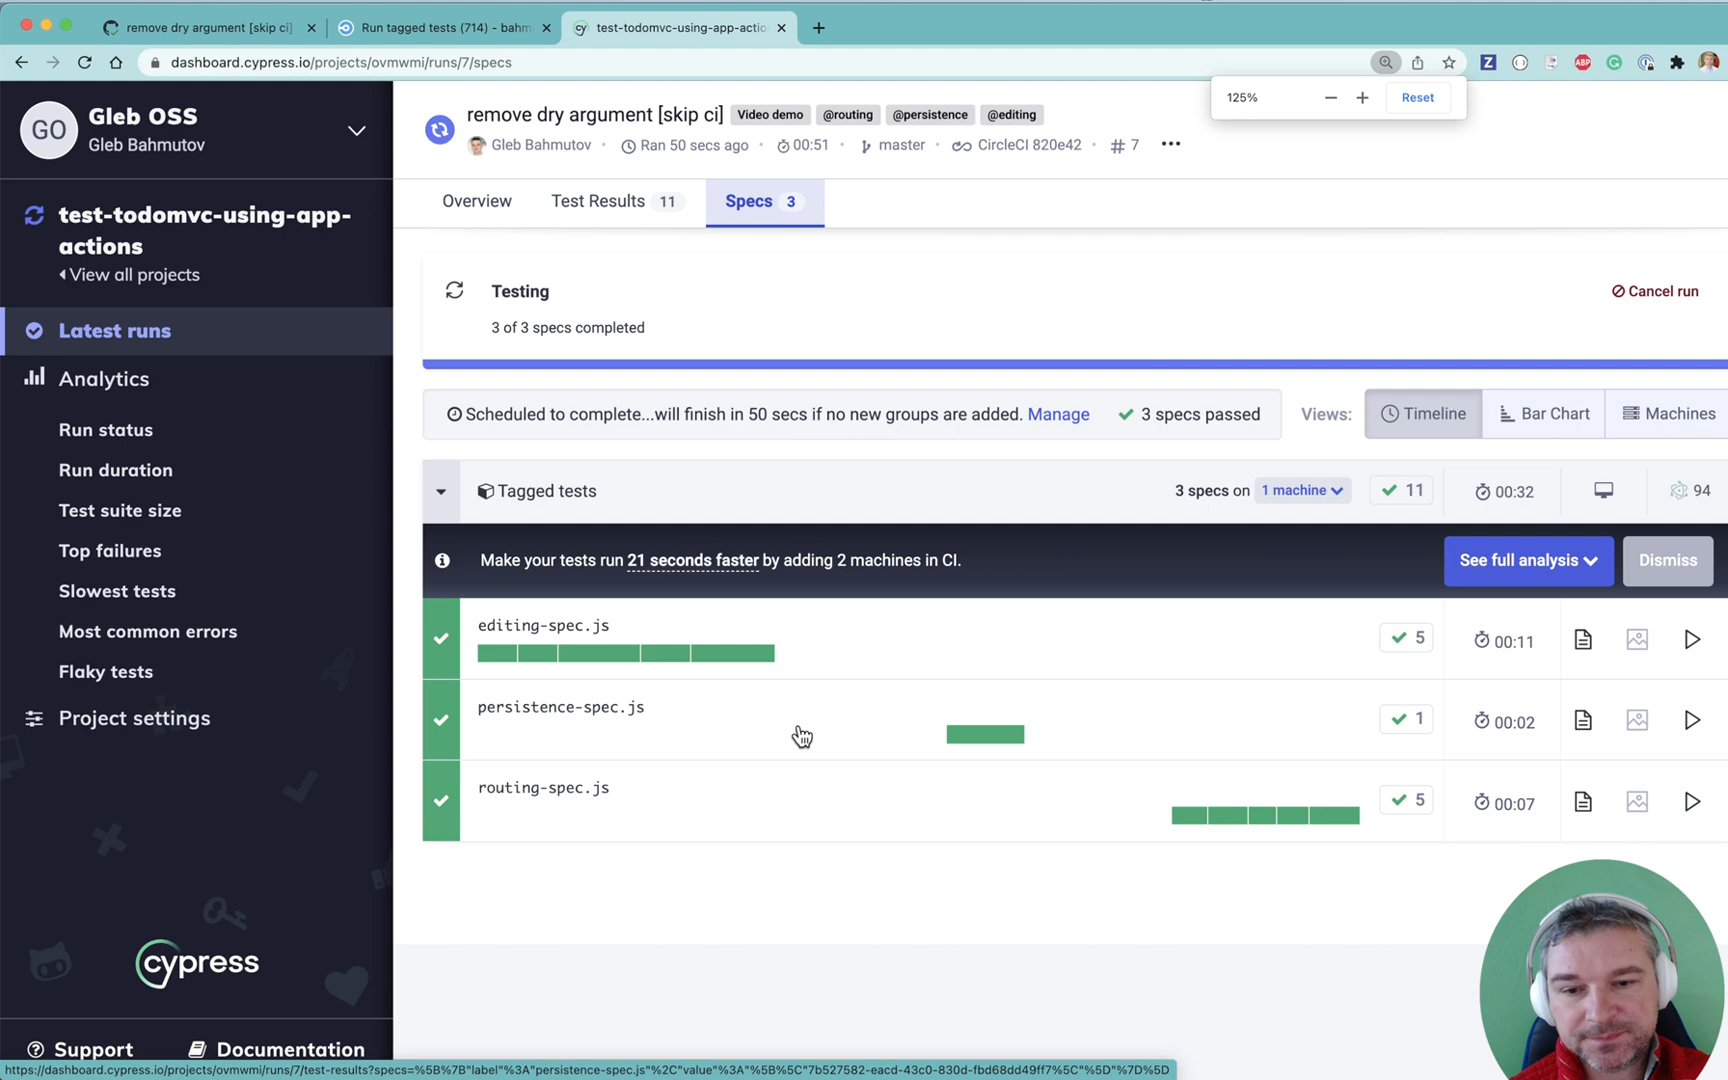 remove dry argument [skip ci]
Run tagged tests (714) - bahm
test-todomvc-using-app-actio
dashboard.cypress.io/projects/ovmwmi/runs/7/specs
Z
ABP
125%
Reset
GO
Gleb OSS
Gleb Bahmutov
test-todomvc-using-app-
actions
View all projects
Latest runs
Analytics
Run status
Run duration
Test suite size
Top failures
Slowest tests
Most common errors
Flaky tests
Project settings
cypress
Support
Documentation
remove dry argument [skip ci] Video demo @routing @persistence @editing
Gleb Bahmutov · Ran 50 secs ago · 00:51 · master · CircleCI 820e42 · # 7
Overview Test Results 11 Specs 3
Testing
Cancel run
3 of 3 specs completed
Scheduled to complete...will finish in 50 secs if no new groups are added. Manage 3 specs passed
Views: Timeline Bar Chart Machines
Tagged tests 3 specs on 1 machine 11 00:32 94
Make your tests run 21 seconds faster by adding 2 machines in CI. See full analysis Dismiss
editing-spec.js
5 00:11
persistence-spec.js
1 00:02
routing-spec.js
5 00:07
https://dashboard.cypress.io/projects/ovmwmi/runs/7/test-results?specs=%5B%7B"label"%3A"persistence-spec.js"%2C"value"%3A"%5B%5C"7b527582-eacd-43c0-830d-fbd68dd49ff7%5C"%5D"%7D%5D